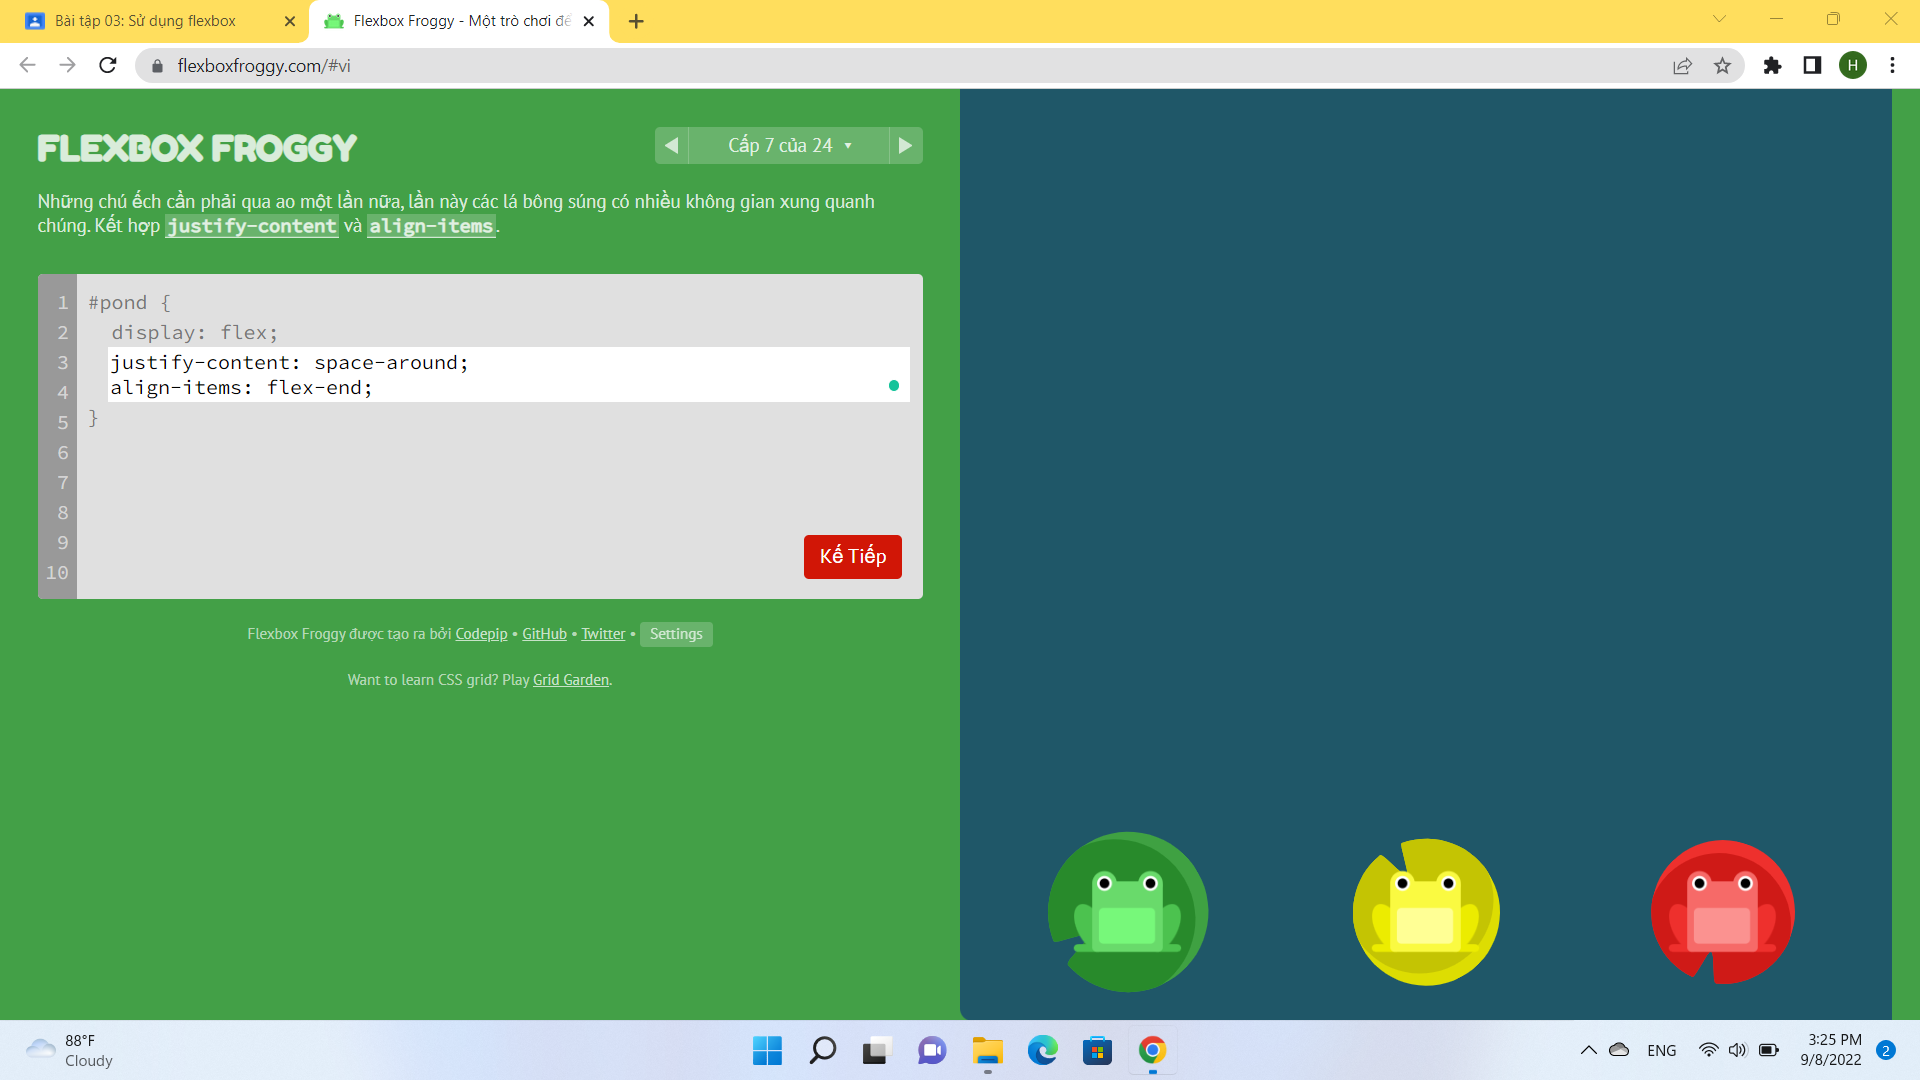 Bài tập 03: Sử dụng flexbox
Flexbox Froggy - Một trò chơi để
flexboxfroggy.com/#vi
H
FLEXBOX FROGGY
Cấp 7 của 24 ▾
Những chú ếch cần phải qua ao một lần nữa, lần này các lá bông súng có nhiều không gian xung quanh
chúng. Kết hợp justify-content và align-items.
1 #pond {
2 display: flex;
3 justify-content: space-around;
4 align-items: flex-end;
5 }
6
7
8
9
10
Kế Tiếp
Flexbox Froggy được tạo ra bởi Codepip • GitHub • Twitter • Settings
Want to learn CSS grid? Play Grid Garden.
88°F
Cloudy
ENG
3:25 PM
9/8/2022
2